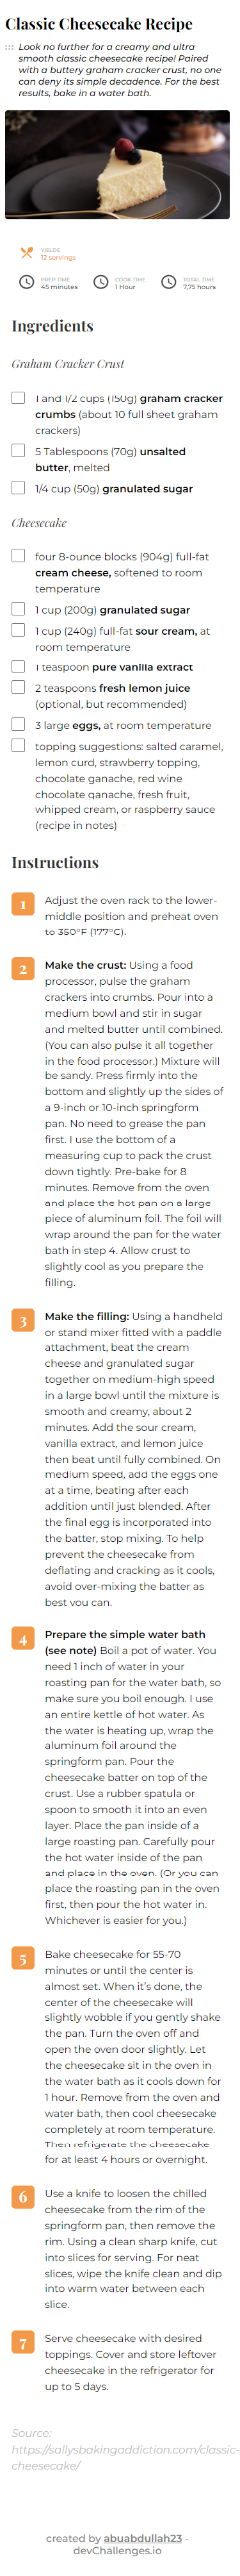 Classic Cheesecake Recipe
Look no further for a creamy and ultra
smooth classic cheesecake recipe! Paired
with a buttery graham cracker crust, no one
can deny its simple decadence. For the best
results, bake in a water bath.
YIELDS
12 servings
PREP TIME
45 minutes
COOK TIME
1 Hour
TOTAL TIME
7,75 hours
Ingredients
Graham Cracker Crust
1 and 1/2 cups (150g) graham cracker
crumbs (about 10 full sheet graham
crackers)
5 Tablespoons (70g) unsalted
butter, melted
1/4 cup (50g) granulated sugar
Cheesecake
four 8-ounce blocks (904g) full-fat
cream cheese, softened to room
temperature
1 cup (200g) granulated sugar
1 cup (240g) full-fat sour cream, at
room temperature
1 teaspoon pure vanilla extract
2 teaspoons fresh lemon juice
(optional, but recommended)
3 large eggs, at room temperature
topping suggestions: salted caramel,
lemon curd, strawberry topping,
chocolate ganache, red wine
chocolate ganache, fresh fruit,
whipped cream, or raspberry sauce
(recipe in notes)
Instructions
1
Adjust the oven rack to the lower-
middle position and preheat oven
to 350°F (177°C).
2
Make the crust: Using a food
processor, pulse the graham
crackers into crumbs. Pour into a
medium bowl and stir in sugar
and melted butter until combined.
(You can also pulse it all together
in the food processor.) Mixture will
be sandy. Press firmly into the
bottom and slightly up the sides of
a 9-inch or 10-inch springform
pan. No need to grease the pan
first. I use the bottom of a
measuring cup to pack the crust
down tightly. Pre-bake for 8
minutes. Remove from the oven
and place the hot pan on a large
piece of aluminum foil. The foil will
wrap around the pan for the water
bath in step 4. Allow crust to
slightly cool as you prepare the
filling.
3
Make the filling: Using a handheld
or stand mixer fitted with a paddle
attachment, beat the cream
cheese and granulated sugar
together on medium-high speed
in a large bowl until the mixture is
smooth and creamy, about 2
minutes. Add the sour cream,
vanilla extract, and lemon juice
then beat until fully combined. On
medium speed, add the eggs one
at a time, beating after each
addition until just blended. After
the final egg is incorporated into
the batter, stop mixing. To help
prevent the cheesecake from
deflating and cracking as it cools,
avoid over-mixing the batter as
best you can.
4
Prepare the simple water bath
(see note) Boil a pot of water. You
need 1 inch of water in your
roasting pan for the water bath, so
make sure you boil enough. I use
an entire kettle of hot water. As
the water is heating up, wrap the
aluminum foil around the
springform pan. Pour the
cheesecake batter on top of the
crust. Use a rubber spatula or
spoon to smooth it into an even
layer. Place the pan inside of a
large roasting pan. Carefully pour
the hot water inside of the pan
and place in the oven. (Or you can
place the roasting pan in the oven
first, then pour the hot water in.
Whichever is easier for you.)
5
Bake cheesecake for 55-70
minutes or until the center is
almost set. When it's done, the
center of the cheesecake will
slightly wobble if you gently shake
the pan. Turn the oven off and
open the oven door slightly. Let
the cheesecake sit in the oven in
the water bath as it cools down for
1 hour. Remove from the oven and
water bath, then cool cheesecake
completely at room temperature.
Then refrigerate the cheesecake
for at least 4 hours or overnight.
6
Use a knife to loosen the chilled
cheesecake from the rim of the
springform pan, then remove the
rim. Using a clean sharp knife, cut
into slices for serving. For neat
slices, wipe the knife clean and dip
into warm water between each
slice.
7
Serve cheesecake with desired
toppings. Cover and store leftover
cheesecake in the refrigerator for
up to 5 days.
Source:
https://sallysbakingaddiction.com/classic-
cheesecake/
created by abuabdullah23 -
devChallenges.io